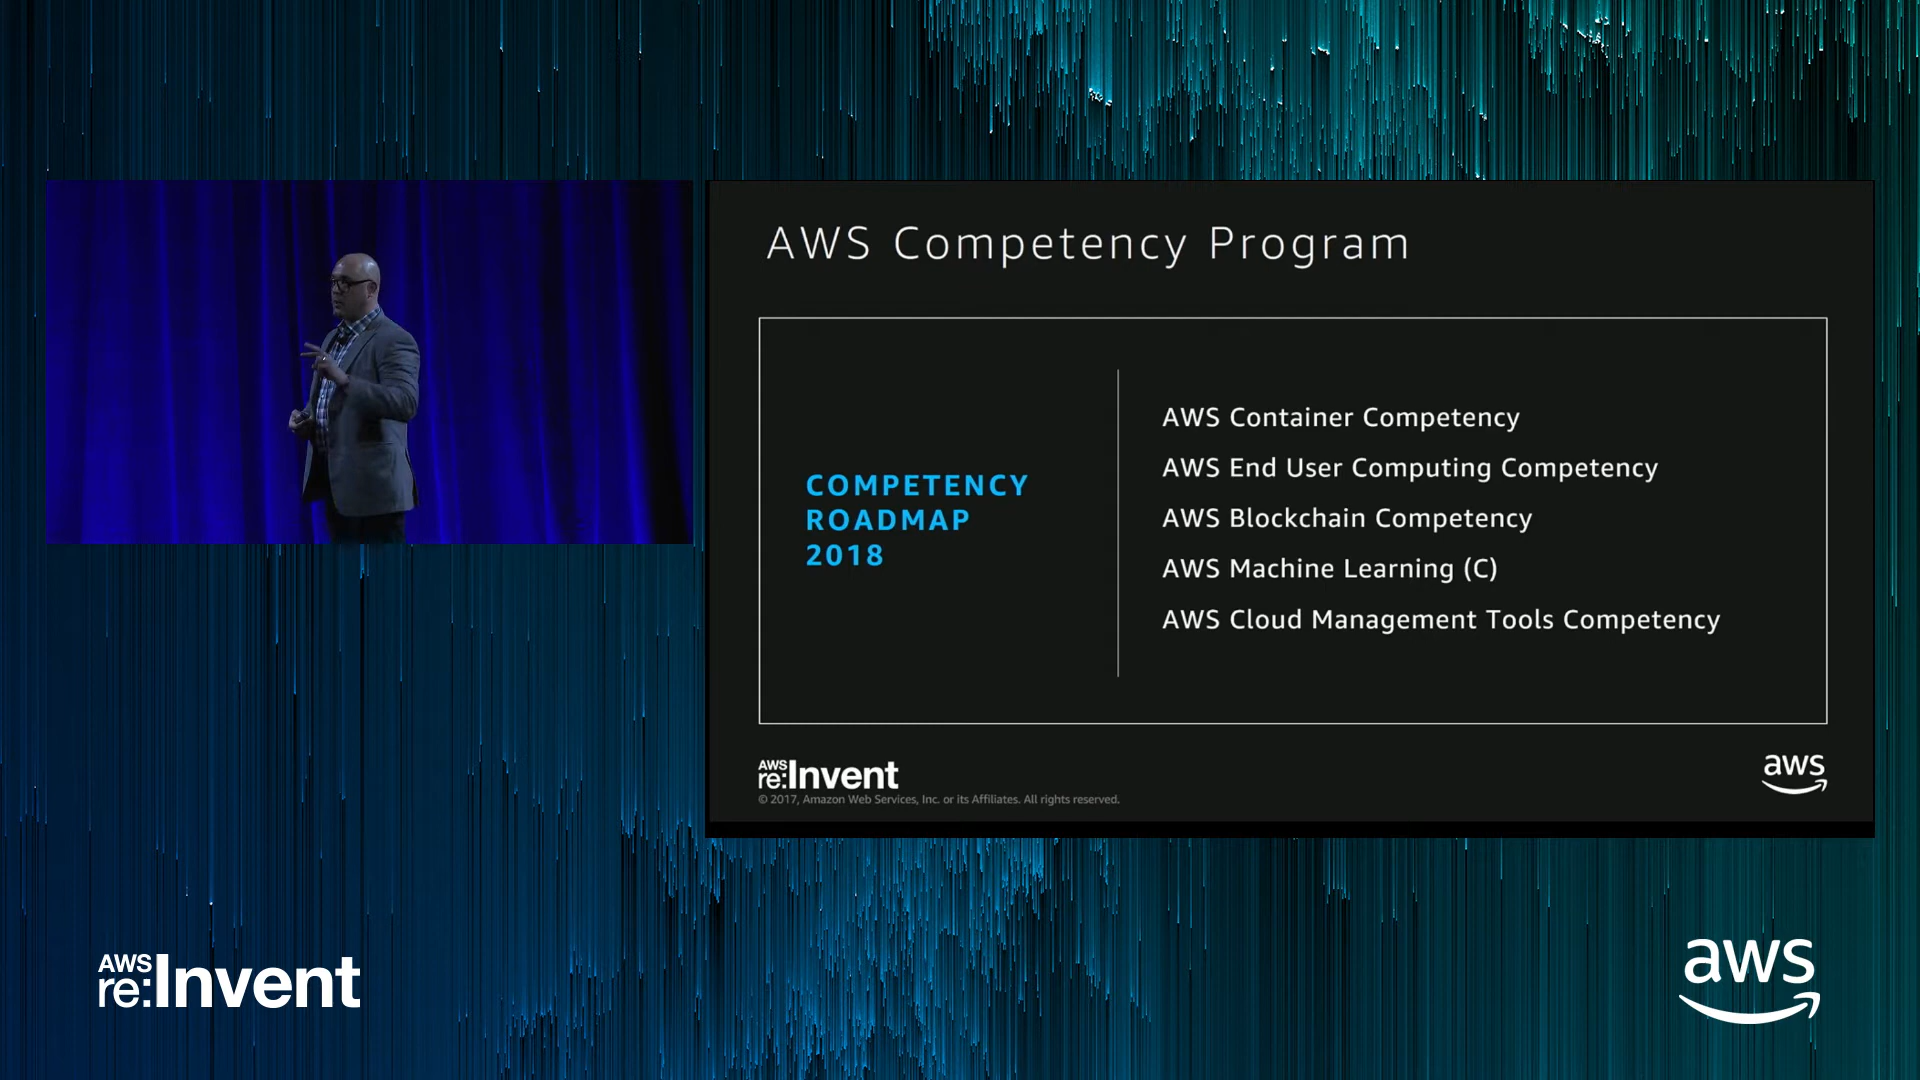 AWS Competency Program
COMPETENCY
ROADMAP
2018
AWS Container Competency
AWS End User Computing Competency
AWS Blockchain Competency
AWS Machine Learning (C)
AWS Cloud Management Tools Competency
AWS
re:Invent
© 2017, Amazon Web Services, Inc. or its Affiliates. All rights reserved.
aws
AWS
re:Invent
aws